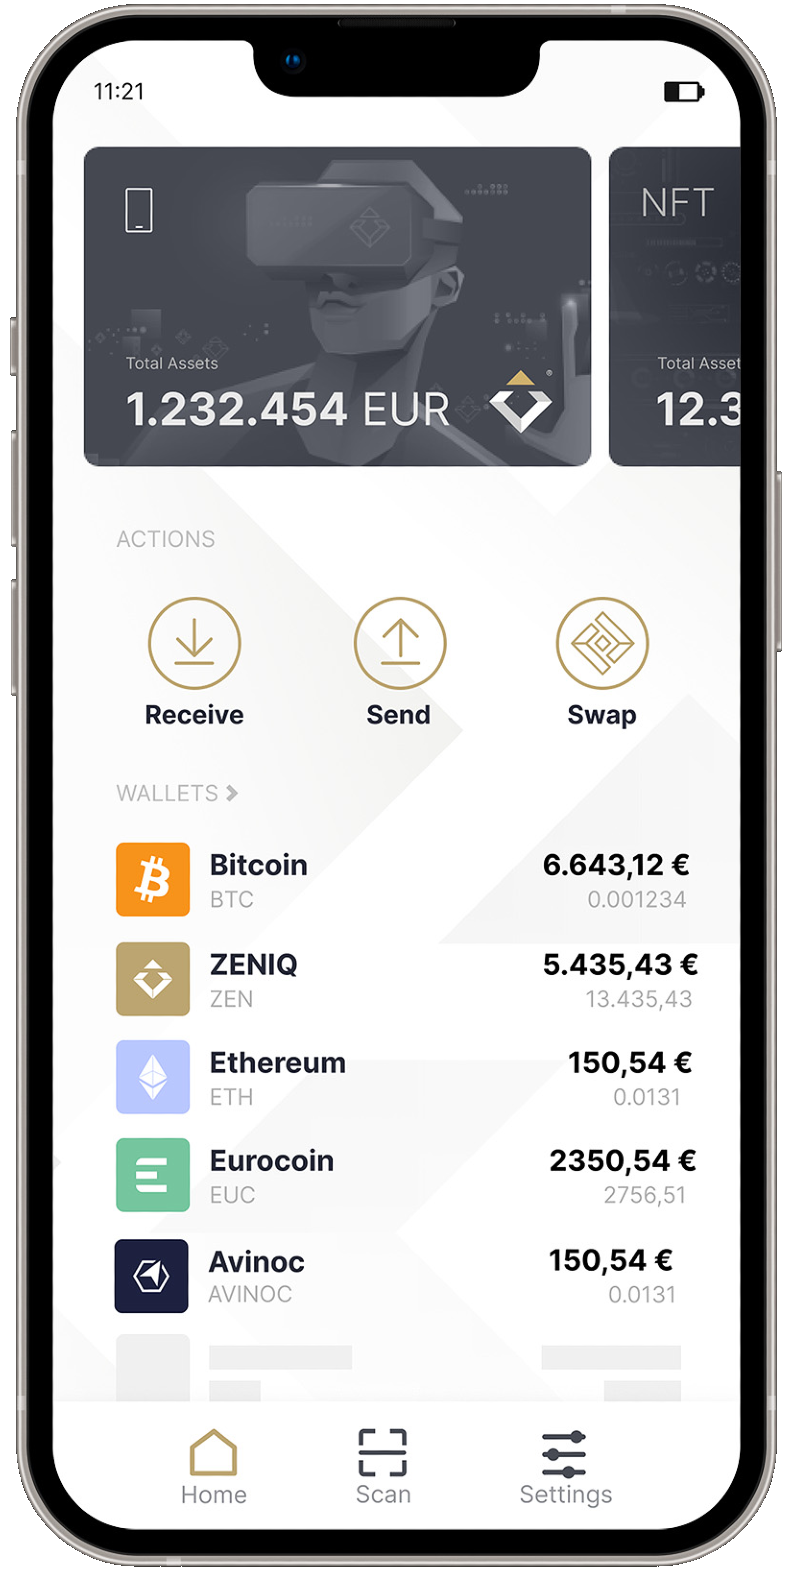 11:21
NFT
Total Assets
1.232.454 EUR
®
Total Asset
12.3
ACTIONS
Receive
Send
Swap
WALLETS
Bitcoin
6.643,12 €
BTC
0.001234
ZENIQ
5.435,43 €
ZEN
13.435,43
Ethereum
150,54 €
ETH
0.0131
Eurocoin
2350,54 €
EUC
2756,51
Avinoc
150,54 €
AVINOC
0.0131
Home
Scan
Settings